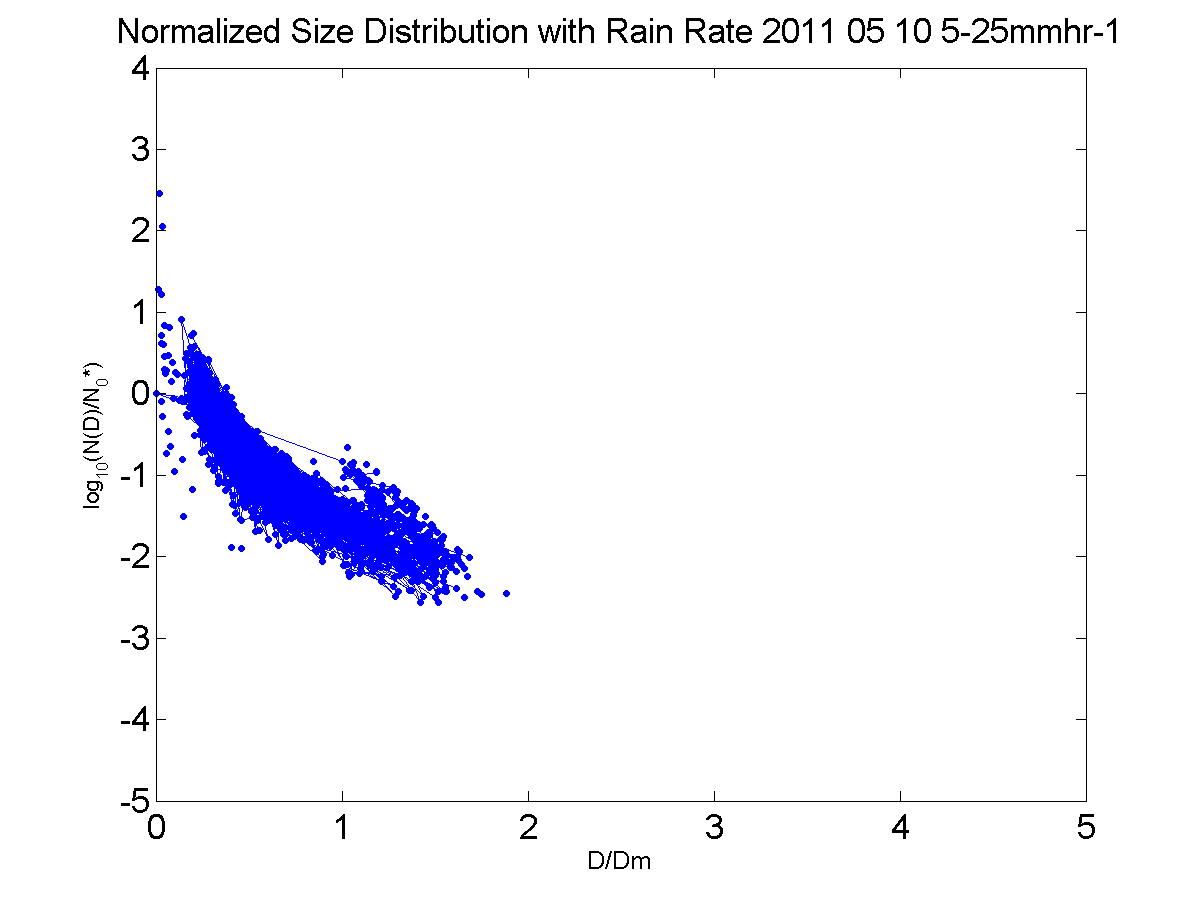 Normalized Size Distribution with Rain Rate 2011 05 10 5-25mmhr-1
4
3
2
1
0
-1
-2
-3
-4
-5
log10(N(D)/N0*)
0 1 2 3 4 5
D/Dm